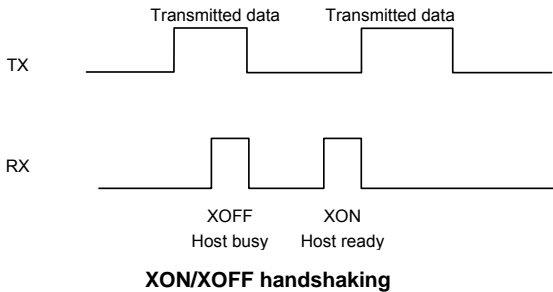 Transmitted data Transmitted data
TX
RX
XOFF XON
Host busy Host ready
XON/XOFF handshaking